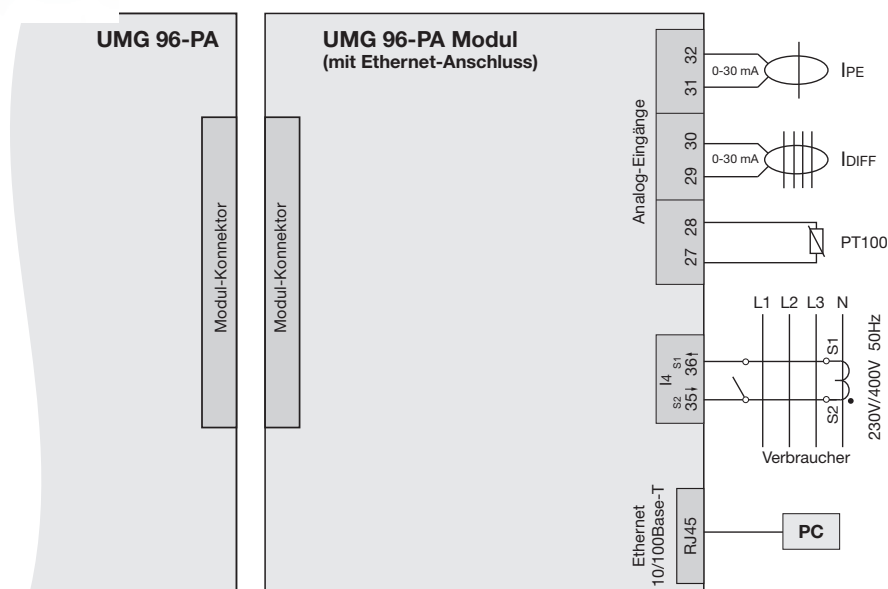 UMG 96-PA
UMG 96-PA Modul
(mit Ethernet-Anschluss)
Modul-Konnektor
Modul-Konnektor
Analog-Eingänge
32
31
0-30 mA
IPE
30
29
0-30 mA
IDIFF
28
27
PT100
L1 L2 L3 N
I4
S1 36
S2 35
S1
S2
230V/400V 50Hz
Verbraucher
Ethernet
10/100Base-T
RJ45
PC